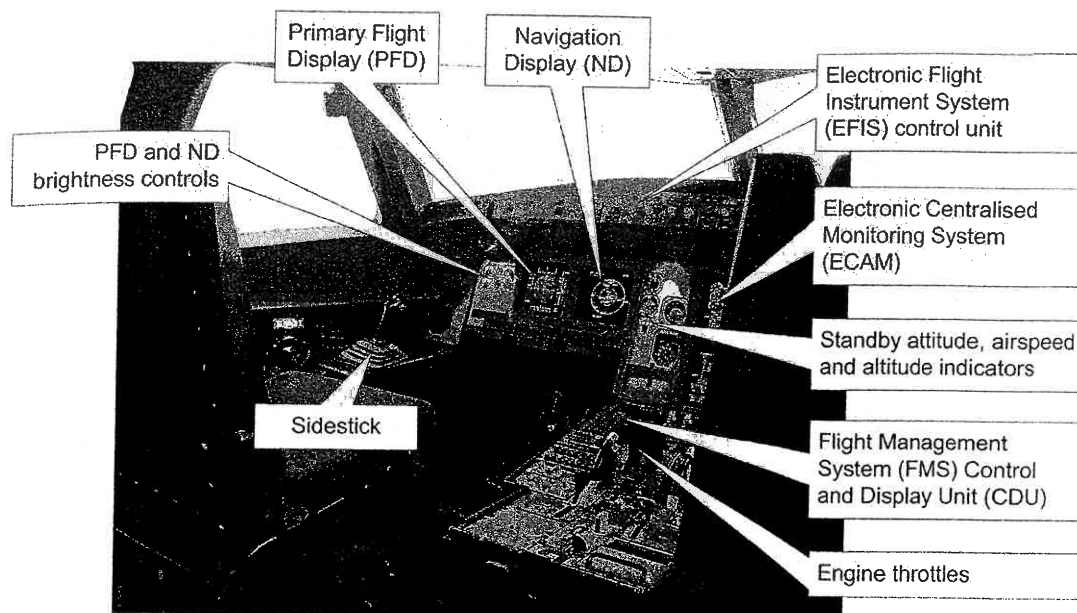 Primary Flight
Display (PFD)
Navigation
Display (ND)
Electronic Flight
Instrument System
(EFIS) control unit
PFD and ND
brightness controls
Electronic Centralised
Monitoring System
(ECAM)
Standby attitude, airspeed
and altitude indicators
Sidestick
Flight Management
System (FMS) Control
and Display Unit (CDU)
Engine throttles